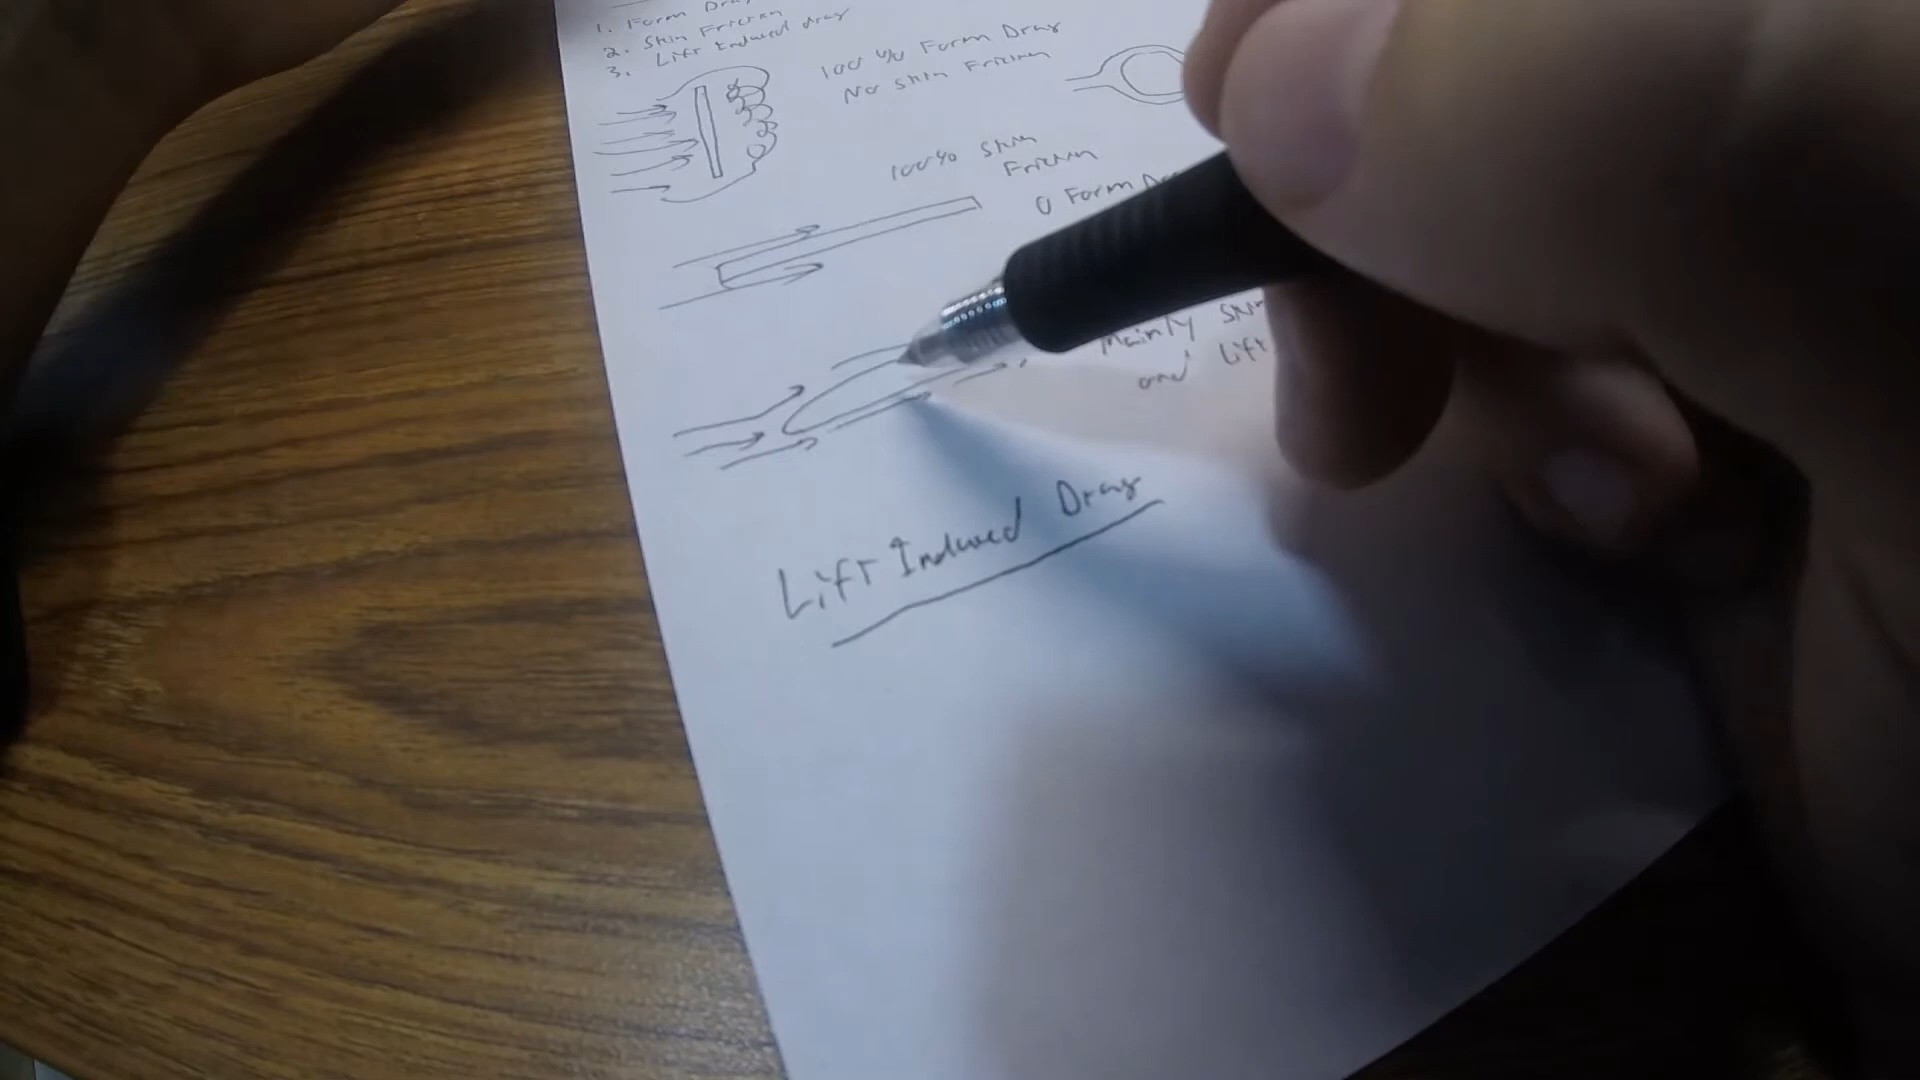 1. Form Drag
2. Skin Friction
3. Lift Induced drag
100 % Form Drag
No Skin Friction
100% Skin
Friction
0 Form
Mainly
and Lift
Lift Induced Drag